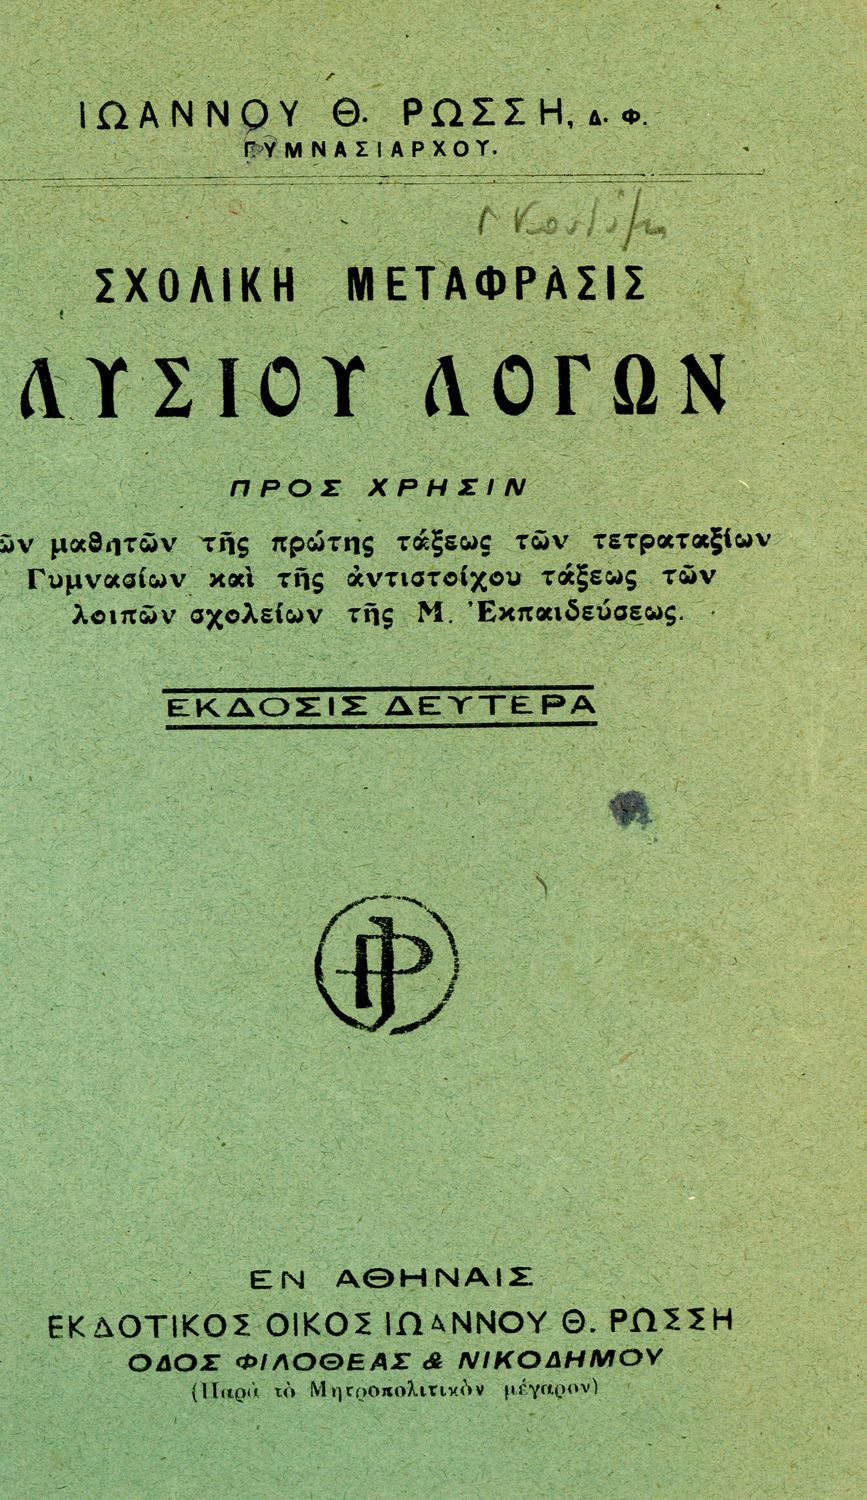 ΙΩΑΝΝΟΥ Θ. ΡΩΣΣΗ, Δ. Φ.
ΓΥΜΝΑΣΙΑΡΧΟΥ.
ΣΧΟΛΙΚΗ ΜΕΤΑΦΡΑΣΙΣ
ΛΥΣΙΟΥ ΛΟΓΩΝ
ΠΡΟΣ ΧΡΗΣΙΝ
ῶν μαθητῶν τῆς πρώτης τάξεως τῶν τετραταξίων
Γυμνασίων καὶ τῆς ἀντιστοίχου τάξεως τῶν
λοιπῶν σχολείων τῆς Μ. Ἐκπαιδεύσεως.
ΕΚΔΟΣΙΣ ΔΕΥΤΕΡΑ
ΕΝ ΑΘΗΝΑΙΣ
ΕΚΔΟΤΙΚΟΣ ΟΙΚΟΣ ΙΩΑΝΝΟΥ Θ. ΡΩΣΣΗ
ΟΔΟΣ ΦΙΛΟΘΕΑΣ & ΝΙΚΟΔΗΜΟΥ
(Παρὰ τὸ Μητροπολιτικὸν μέγαρον)